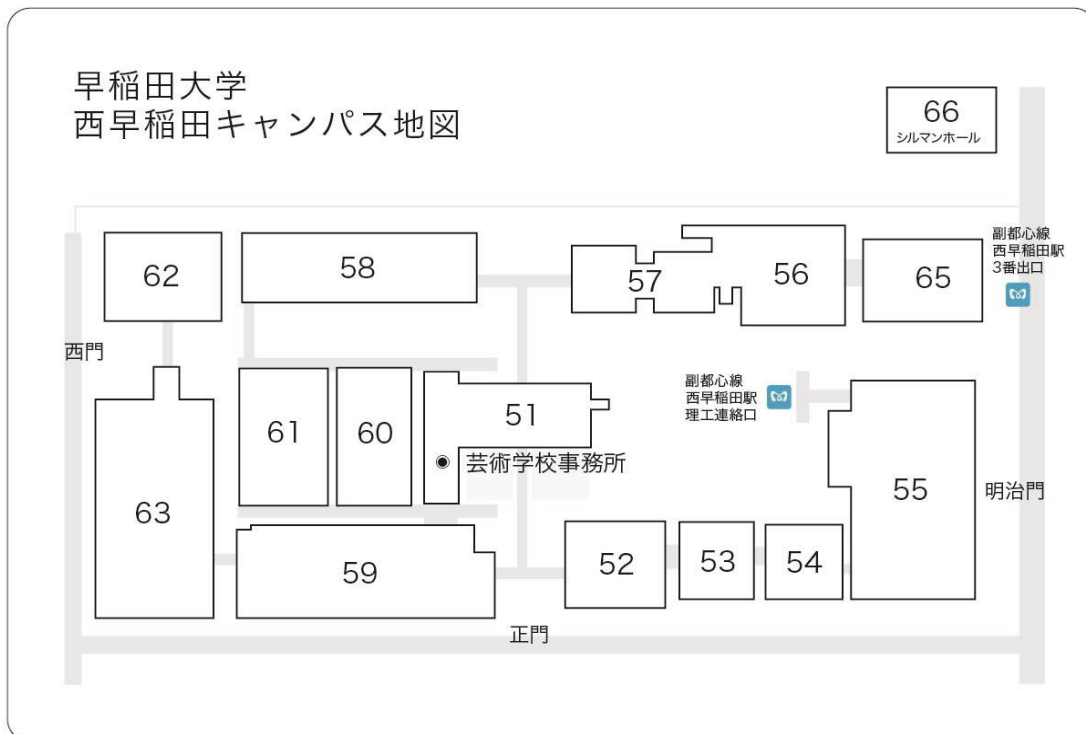 早稲田大学
西早稲田キャンパス地図
66
シルマンホール
副都心線
西早稲田駅
3番出口
62
58
57
56
65
西門
副都心線
西早稲田駅
理工連絡口
61
60
51
芸術学校事務所
55
明治門
63
59
52
53
54
正門